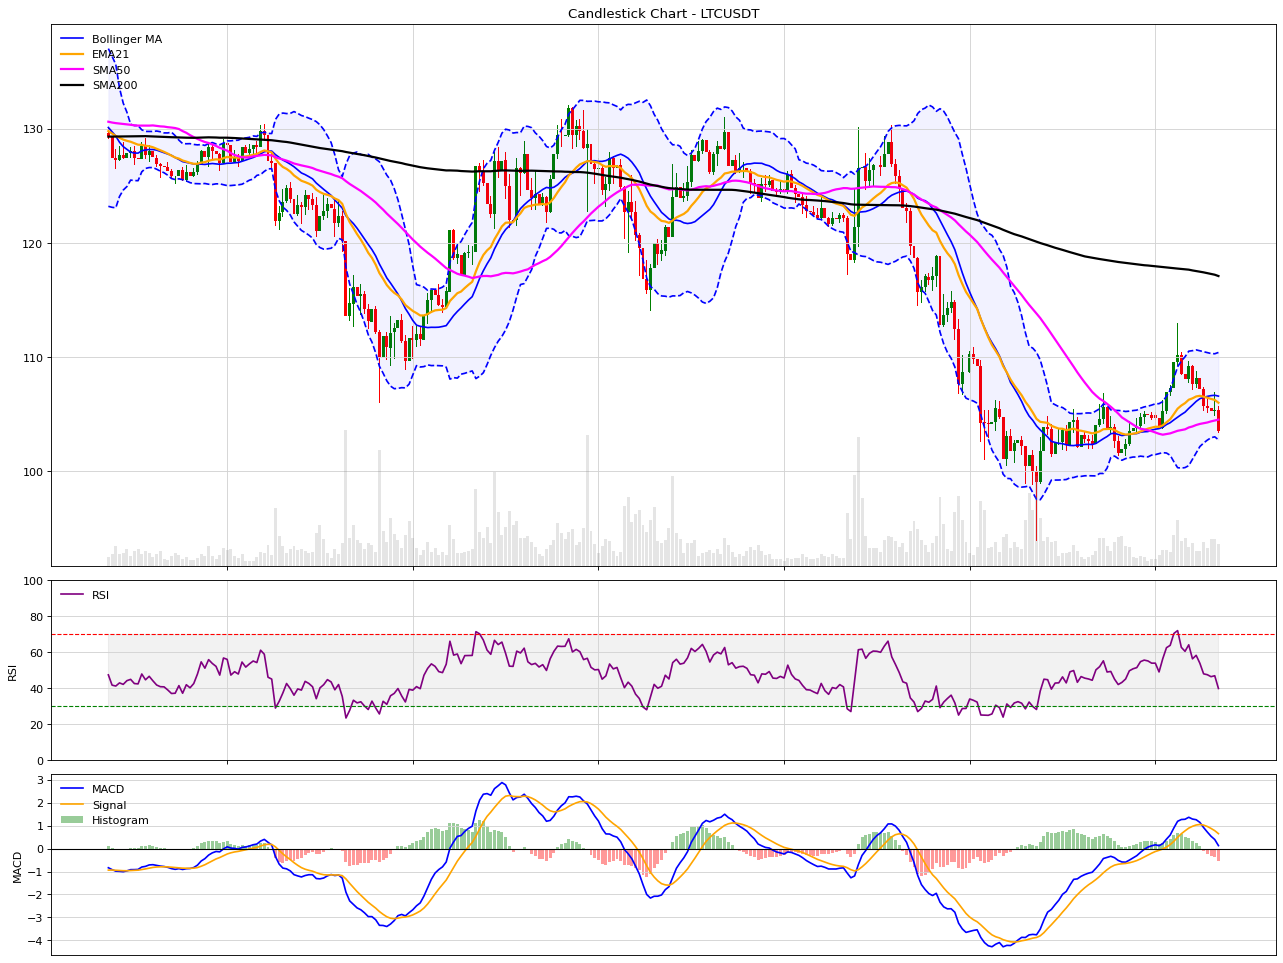 Candlestick Chart - LTCUSDT
Bollinger MA
EMA21
SMA50
SMA200
130
120
110
100
RSI
100
80
60
40
20
0
RSI
MACD
Signal
Histogram
3
2
1
0
−1
−2
−3
−4
MACD